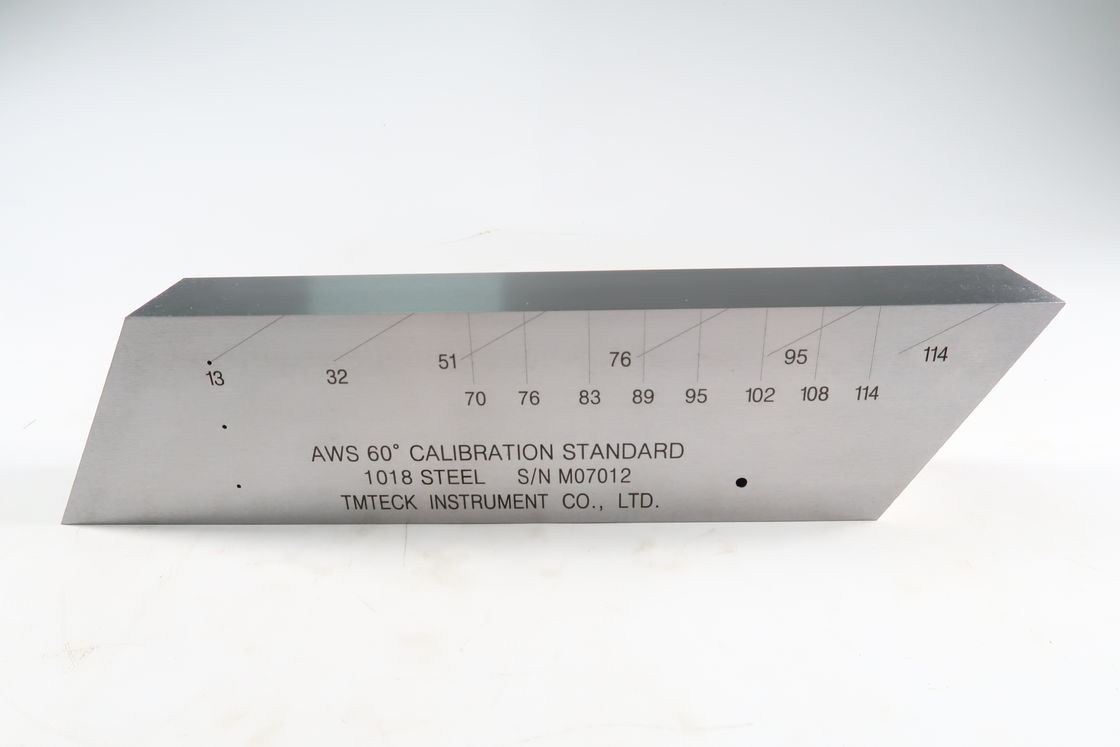 51 76 95 114
13 32
70 76 83 89 95 102 108 114
AWS 60° CALIBRATION STANDARD
1018 STEEL S/N M07012
TMTECK INSTRUMENT CO., LTD.